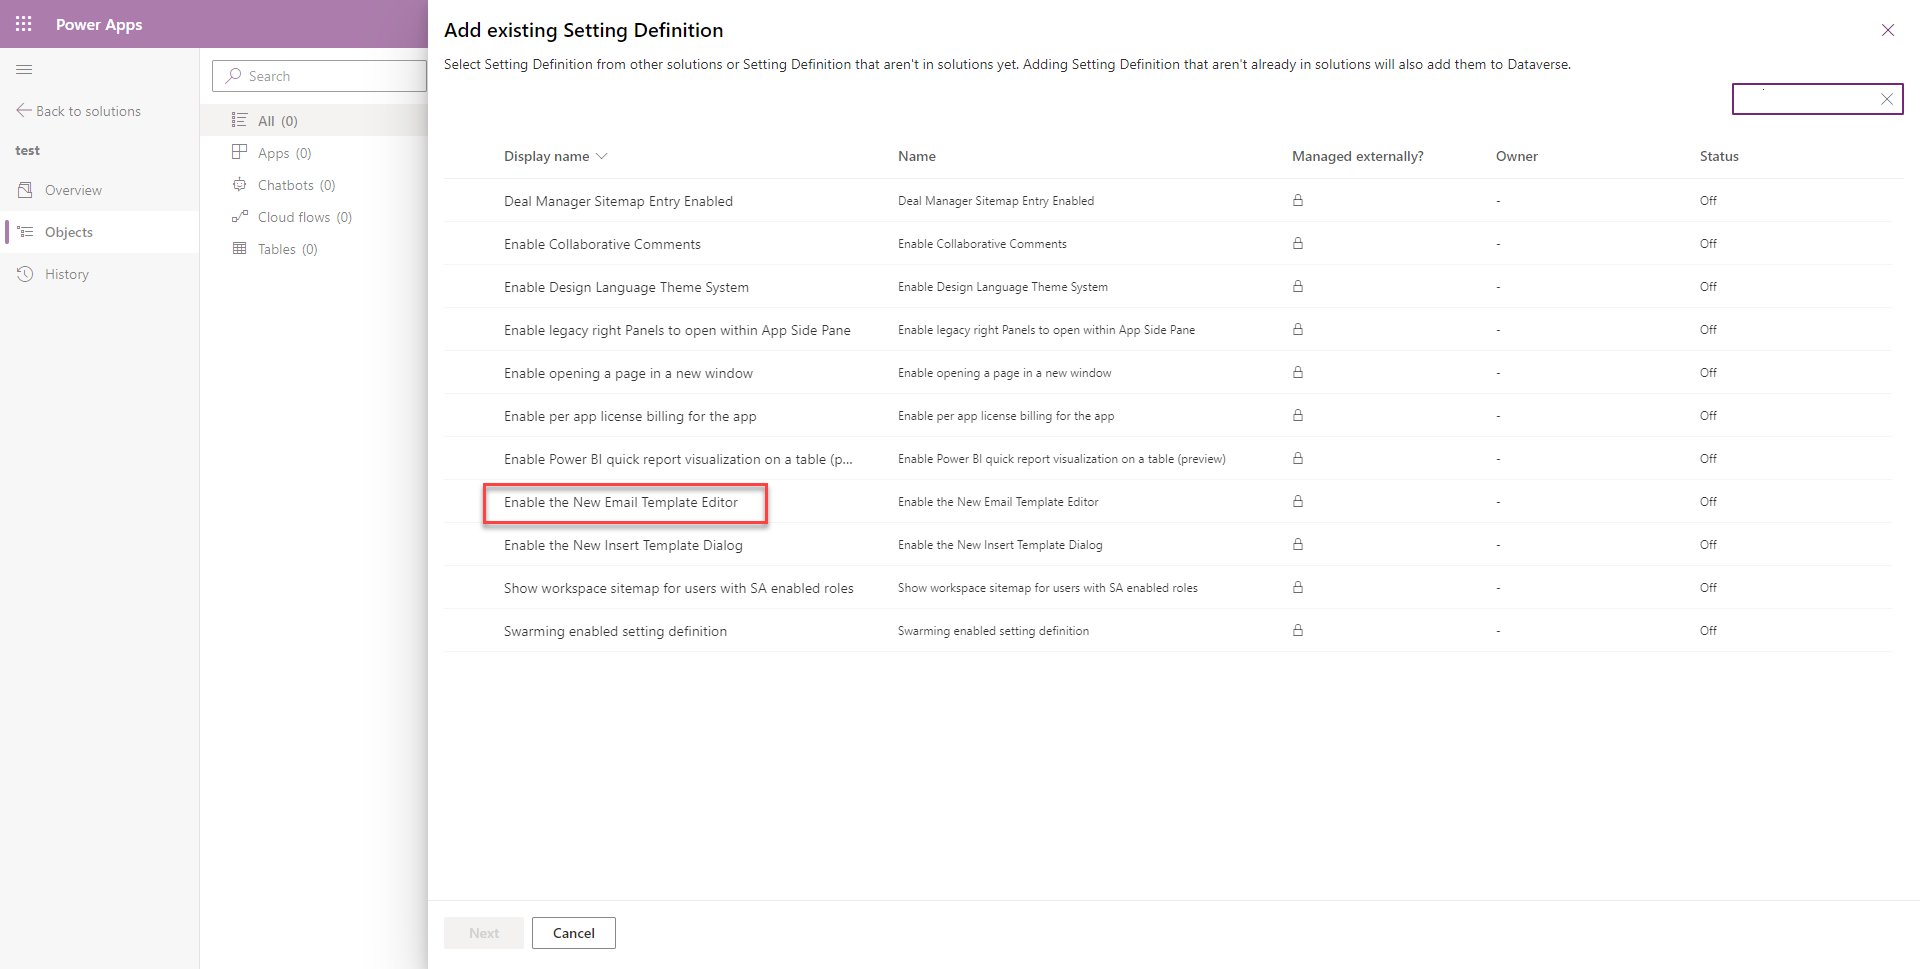 Power Apps
Back to solutions
test
Overview
Objects
History
Search
All (0)
Apps (0)
Chatbots (0)
Cloud flows (0)
Tables (0)
Add existing Setting Definition
Select Setting Definition from other solutions or Setting Definition that aren't in solutions yet. Adding Setting Definition that aren't already in solutions will also add them to Dataverse.
Display name Name Managed externally? Owner Status
Deal Manager Sitemap Entry Enabled Deal Manager Sitemap Entry Enabled - Off
Enable Collaborative Comments Enable Collaborative Comments - Off
Enable Design Language Theme System Enable Design Language Theme System - Off
Enable legacy right Panels to open within App Side Pane Enable legacy right Panels to open within App Side Pane - Off
Enable opening a page in a new window Enable opening a page in a new window - Off
Enable per app license billing for the app Enable per app license billing for the app - Off
Enable Power BI quick report visualization on a table (p... Enable Power BI quick report visualization on a table (preview) - Off
Enable the New Email Template Editor Enable the New Email Template Editor - Off
Enable the New Insert Template Dialog Enable the New Insert Template Dialog - Off
Show workspace sitemap for users with SA enabled roles Show workspace sitemap for users with SA enabled roles - Off
Swarming enabled setting definition Swarming enabled setting definition - Off
Next Cancel